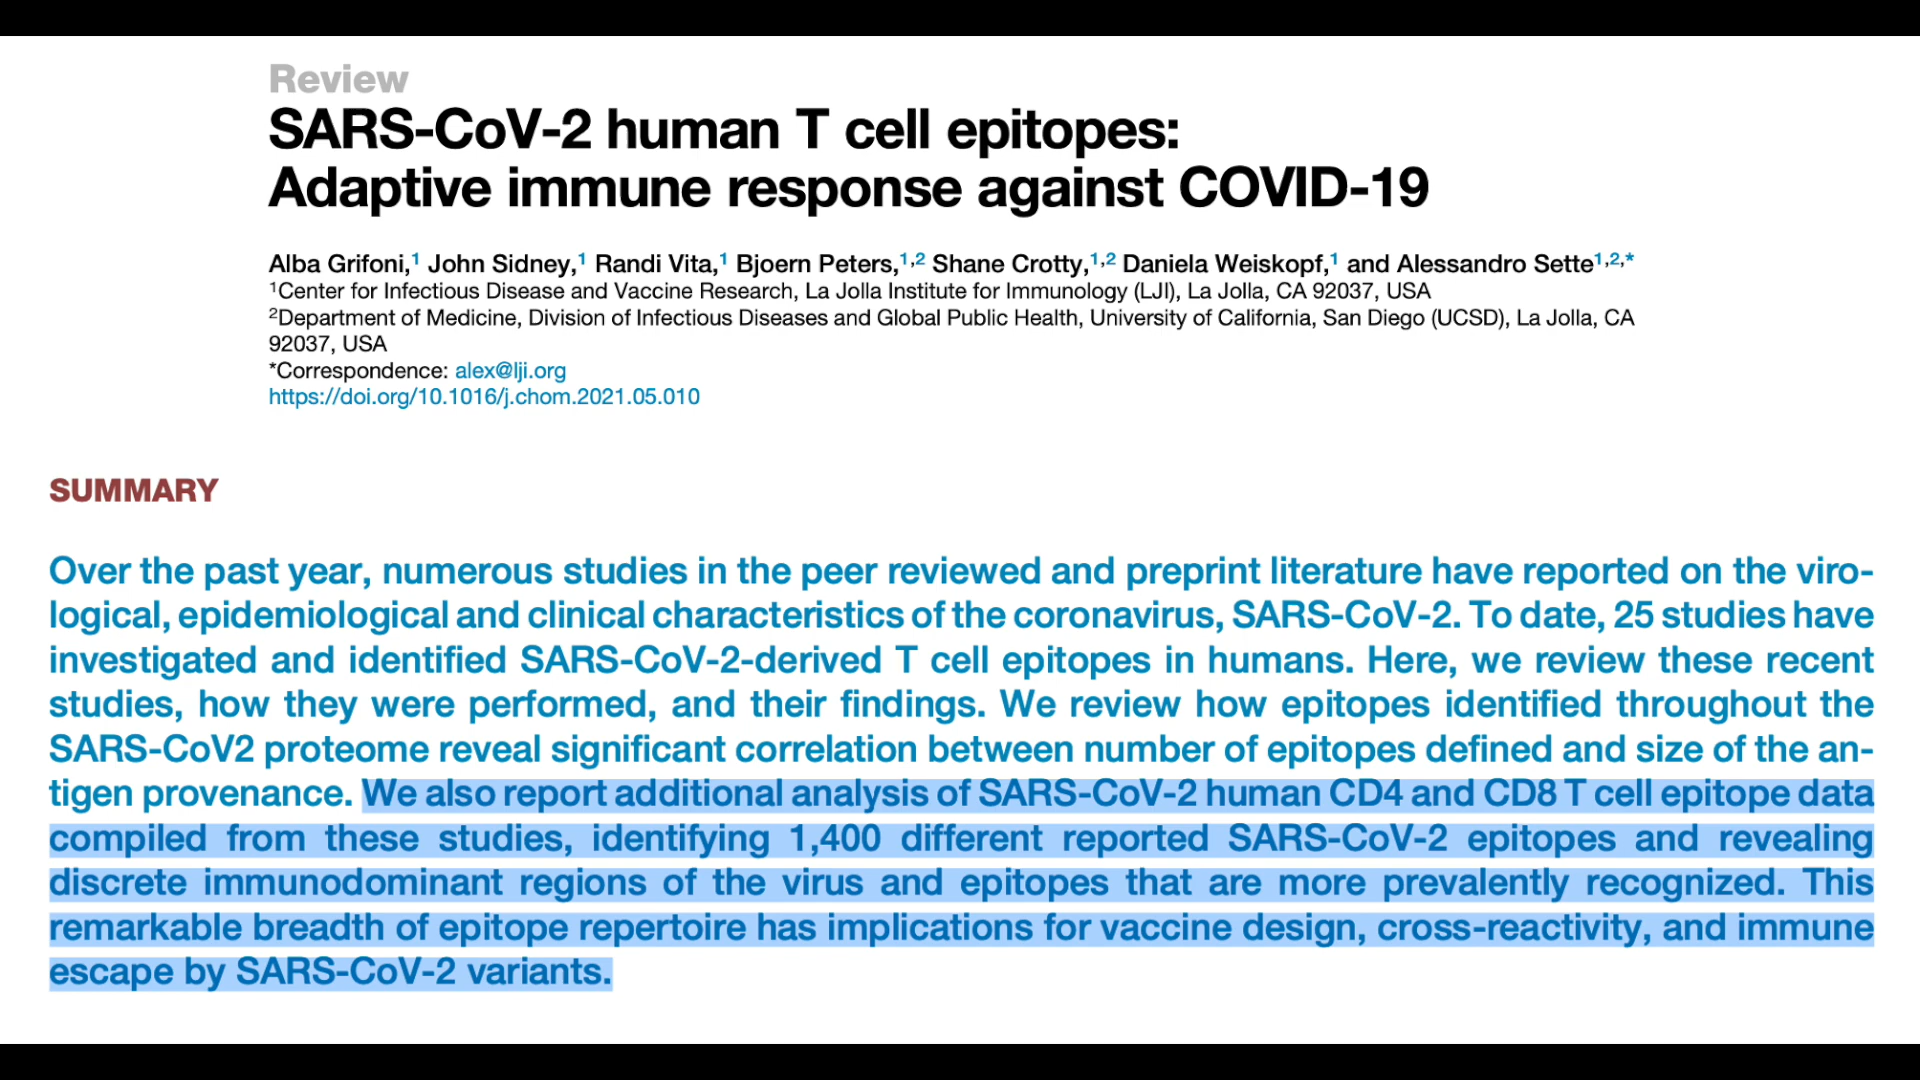 Review
SARS-CoV-2 human T cell epitopes:
Adaptive immune response against COVID-19
Alba Grifoni,1 John Sidney,1 Randi Vita,1 Bjoern Peters,1,2 Shane Crotty,1,2 Daniela Weiskopf,1 and Alessandro Sette1,2,*
1Center for Infectious Disease and Vaccine Research, La Jolla Institute for Immunology (LJI), La Jolla, CA 92037, USA
2Department of Medicine, Division of Infectious Diseases and Global Public Health, University of California, San Diego (UCSD), La Jolla, CA
92037, USA
*Correspondence: alex@lji.org
https://doi.org/10.1016/j.chom.2021.05.010
SUMMARY
Over the past year, numerous studies in the peer reviewed and preprint literature have reported on the viro-
logical, epidemiological and clinical characteristics of the coronavirus, SARS-CoV-2. To date, 25 studies have
investigated and identified SARS-CoV-2-derived T cell epitopes in humans. Here, we review these recent
studies, how they were performed, and their findings. We review how epitopes identified throughout the
SARS-CoV2 proteome reveal significant correlation between number of epitopes defined and size of the an-
tigen provenance. We also report additional analysis of SARS-CoV-2 human CD4 and CD8 T cell epitope data
compiled from these studies, identifying 1,400 different reported SARS-CoV-2 epitopes and revealing
discrete immunodominant regions of the virus and epitopes that are more prevalently recognized. This
remarkable breadth of epitope repertoire has implications for vaccine design, cross-reactivity, and immune
escape by SARS-CoV-2 variants.